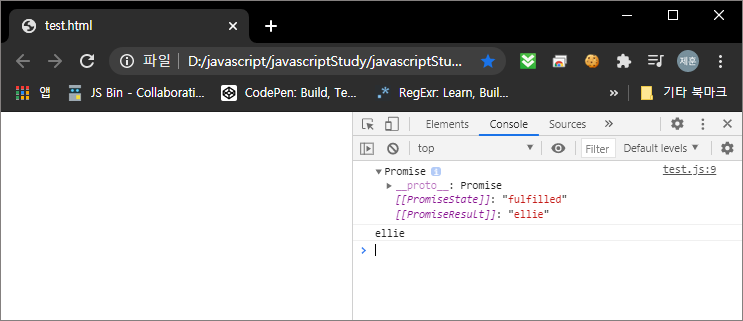 test.html
파일 D:/javascript/javascriptStudy/javascriptStu...
제훈
앱 JS Bin - Collaborati... CodePen: Build, Te... .* RegExr: Learn, Buil... » 기타 북마크
Elements Console Sources »
top Filter Default levels
Promise i test.js:9
__proto__: Promise
[[PromiseState]]: "fulfilled"
[[PromiseResult]]: "ellie"
ellie